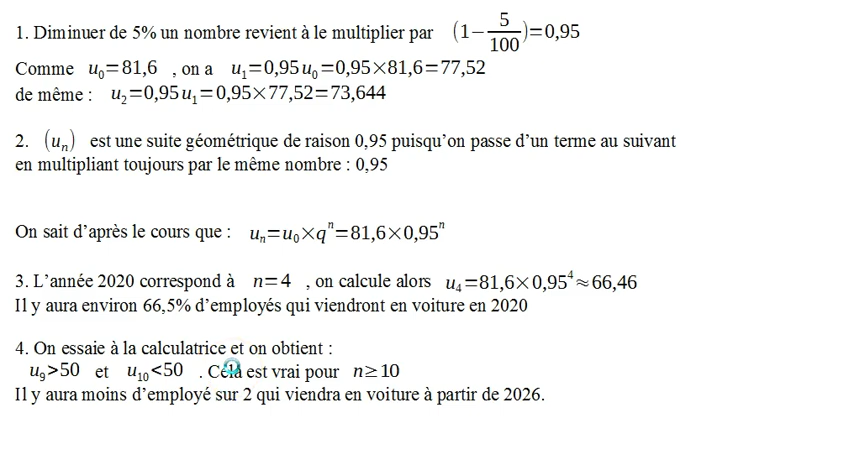 1. Diminuer de 5% un nombre revient à le multiplier par (1−5/100)=0,95
Comme u₀=81,6 , on a u₁=0,95u₀=0,95×81,6=77,52
de même : u₂=0,95u₁=0,95×77,52=73,644
2. (uₙ) est une suite géométrique de raison 0,95 puisqu'on passe d'un terme au suivant
en multipliant toujours par le même nombre : 0,95
On sait d'après le cours que : uₙ=u₀×qⁿ=81,6×0,95ⁿ
3. L'année 2020 correspond à n=4 , on calcule alors u₄=81,6×0,95⁴≈66,46
Il y aura environ 66,5% d'employés qui viendront en voiture en 2020
4. On essaie à la calculatrice et on obtient :
u₉>50 et u₁₀<50 . Cela est vrai pour n≥10
Il y aura moins d'employé sur 2 qui viendra en voiture à partir de 2026.